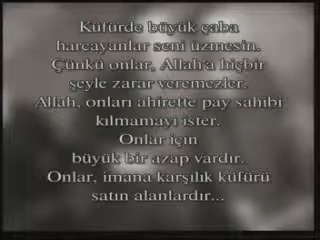 Küfürde büyük çaba
harcayanlar seni üzmesin.
Çünkü onlar, Allah'a hiçbir
şeyle zarar veremezler.
Allah, onları ahirette pay sahibi
kılmamayı ister.
Onlar için
büyük bir azap vardır.
Onlar, imana karşılık küfürü
satın alanlardır...